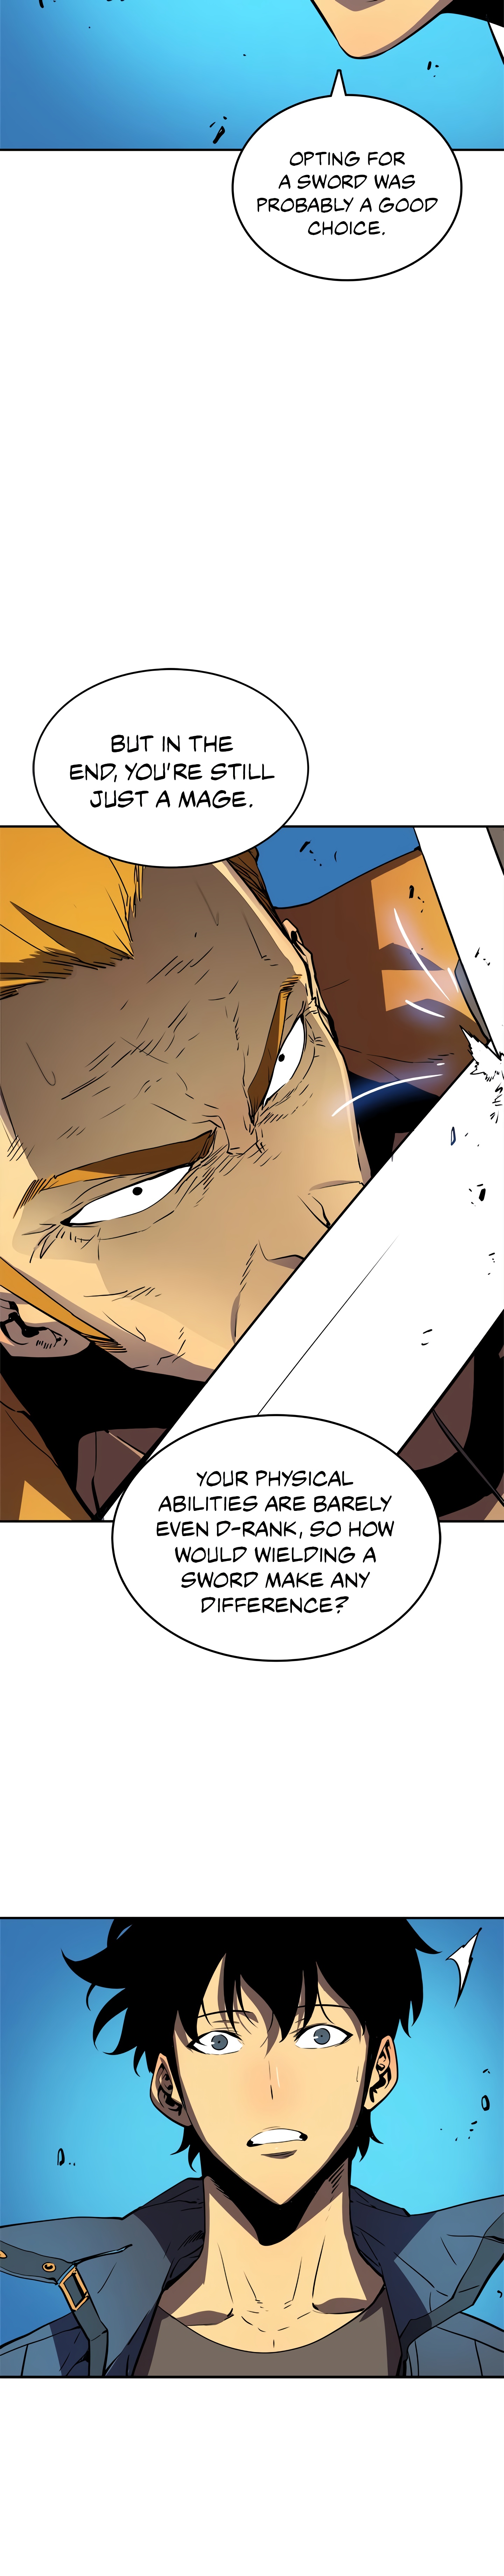 OPTING FOR
A SWORD WAS
PROBABLY A GOOD
CHOICE.
BUT IN THE
END, YOU'RE STILL
JUST A MAGE.
YOUR PHYSICAL
ABILITIES ARE BARELY
EVEN D-RANK, SO HOW
WOULD WIELDING A
SWORD MAKE ANY
DIFFERENCE?